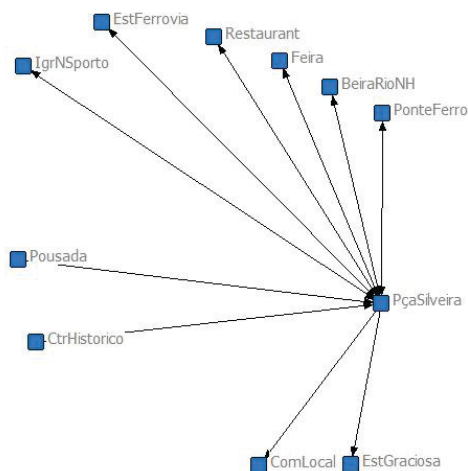 EstFerrovia
Restaurant
IgrNSporto
Feira
BeiraRioNH
PonteFerro
Pousada
PçaSilveira
CtrHistorico
ComLocal
EstGraciosa